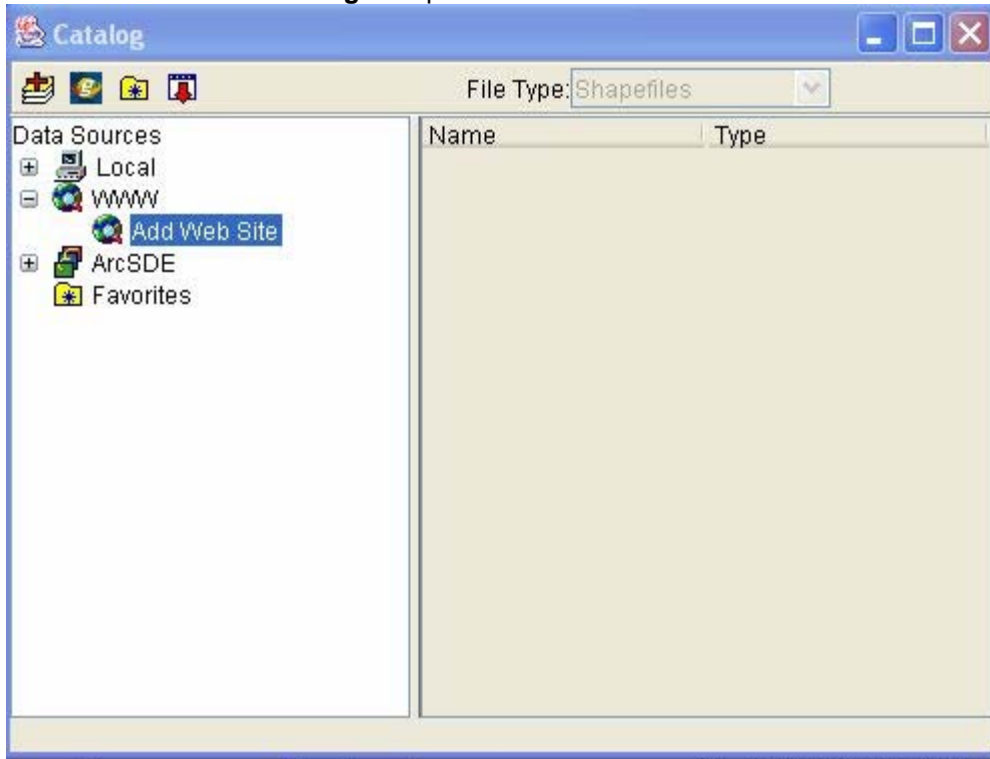 Catalog
File Type: Shapefiles
Data Sources
Local
WWW
Add Web Site
ArcSDE
Favorites
Name Type